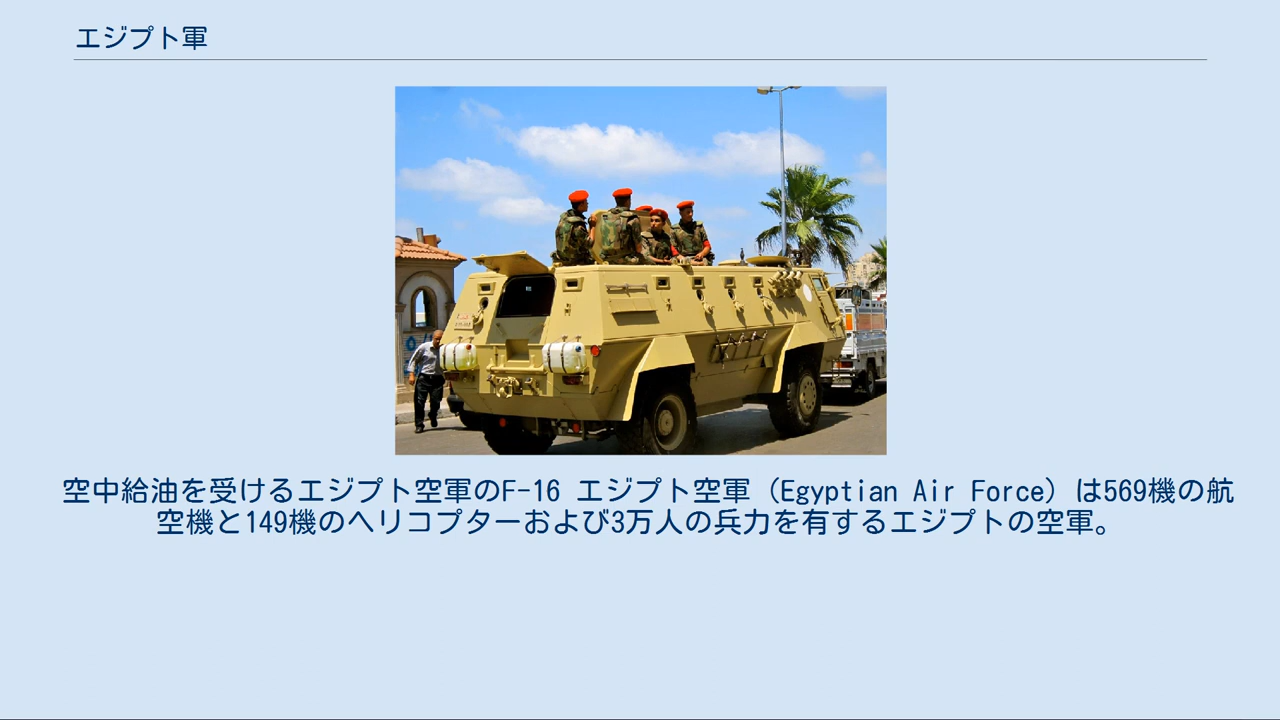 エジプト軍
空中給油を受けるエジプト空軍のF-16 エジプト空軍（Egyptian Air Force）は569機の航
空機と149機のヘリコプターおよび3万人の兵力を有するエジプトの空軍。